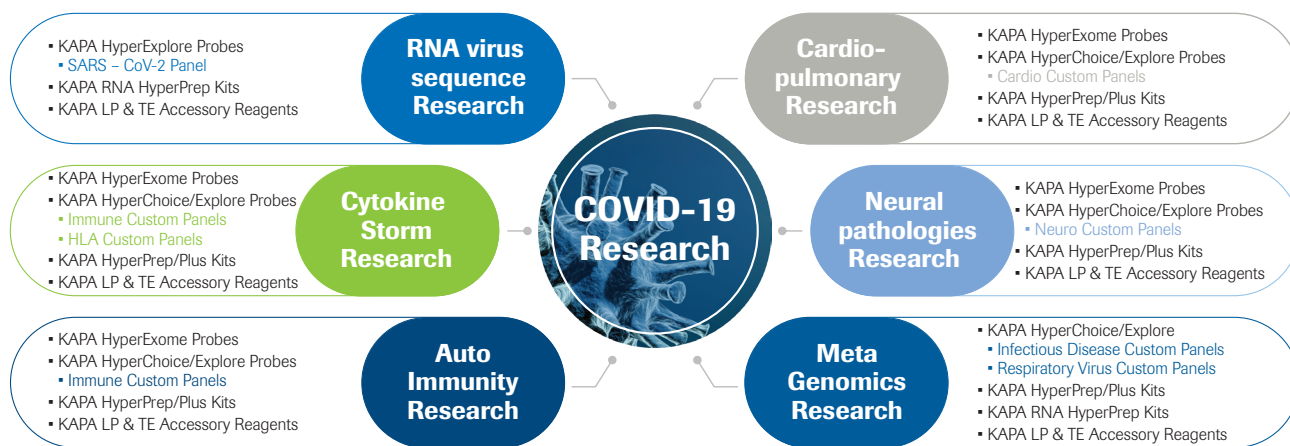 ▪ KAPA HyperExplore Probes
▪ SARS – CoV-2 Panel
▪ KAPA RNA HyperPrep Kits
▪ KAPA LP & TE Accessory Reagents
RNA virus
sequence
Research
Cardio-
pulmonary
Research
▪ KAPA HyperExome Probes
▪ KAPA HyperChoice/Explore Probes
▪ Cardio Custom Panels
▪ KAPA HyperPrep/Plus Kits
▪ KAPA LP & TE Accessory Reagents
▪ KAPA HyperExome Probes
▪ KAPA HyperChoice/Explore Probes
▪ Immune Custom Panels
▪ HLA Custom Panels
▪ KAPA HyperPrep/Plus Kits
▪ KAPA LP & TE Accessory Reagents
Cytokine
Storm
Research
COVID-19
Research
Neural
pathologies
Research
▪ KAPA HyperExome Probes
▪ KAPA HyperChoice/Explore Probes
▪ Neuro Custom Panels
▪ KAPA HyperPrep/Plus Kits
▪ KAPA LP & TE Accessory Reagents
▪ KAPA HyperExome Probes
▪ KAPA HyperChoice/Explore Probes
▪ Immune Custom Panels
▪ KAPA HyperPrep/Plus Kits
▪ KAPA LP & TE Accessory Reagents
Auto
Immunity
Research
Meta
Genomics
Research
▪ KAPA HyperChoice/Explore
▪ Infectious Disease Custom Panels
▪ Respiratory Virus Custom Panels
▪ KAPA HyperPrep/Plus Kits
▪ KAPA RNA HyperPrep Kits
▪ KAPA LP & TE Accessory Reagents